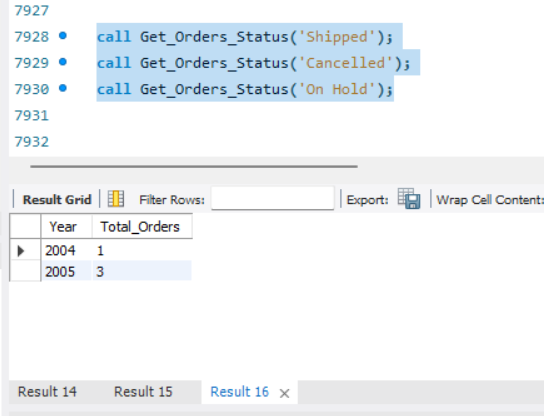 7927
7928 call Get_Orders_Status('Shipped');
7929 call Get_Orders_Status('Cancelled');
7930 call Get_Orders_Status('On Hold');
7931
7932
Result Grid Filter Rows: Export: Wrap Cell Content:
Year Total_Orders
2004 1
2005 3
Result 14 Result 15 Result 16 ×